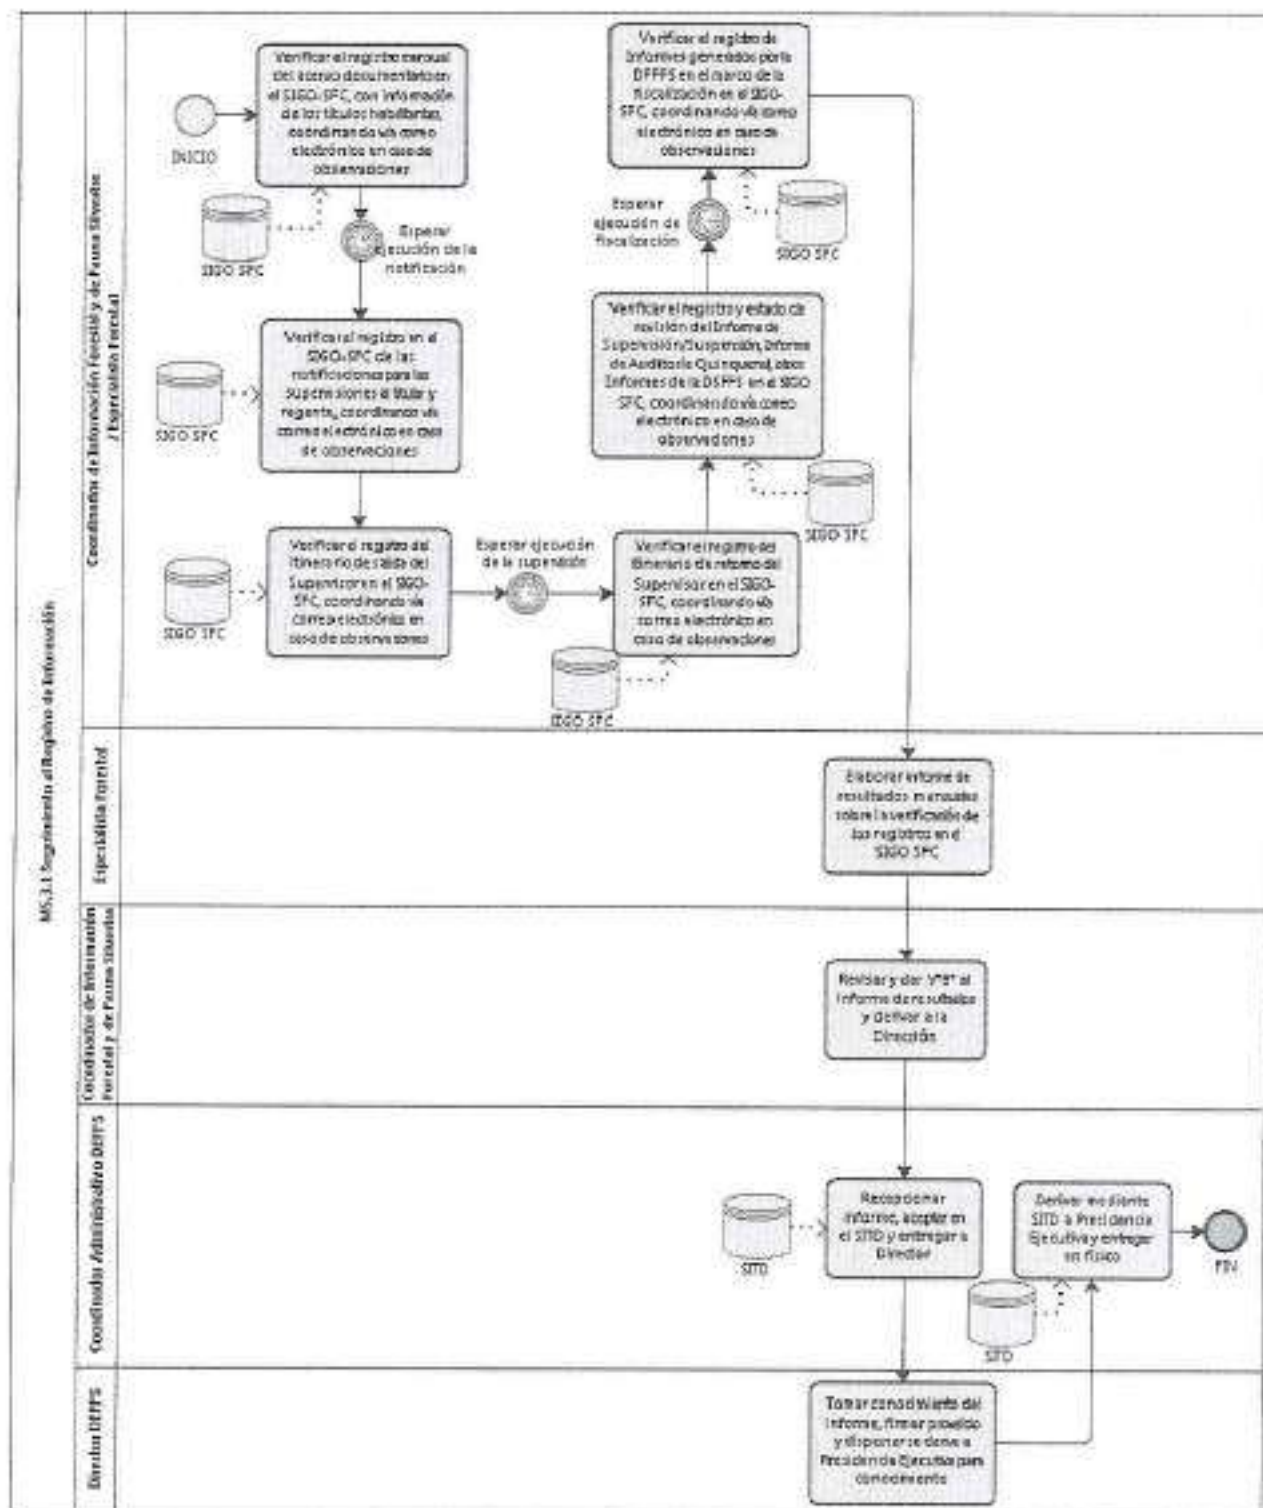 MS.3.1 Seguimiento al Registro de Información
Coordinador de Información Forestal y de Fauna Silvestre
/ Especialista Forestal
INICIO
Verificar el registro mensual
del acervo documentario en
el SIGO-SFC, con información
de los títulos habilitantes,
coordinando vía correo
electrónico en caso de
observaciones
SIGO SFC
Esperar
ejecución de la
notificación
Verificar el registro en el
SIGO-SFC de las
notificaciones para las
supervisiones al titular y
regente, coordinando vía
correo electrónico en caso
de observaciones
SIGO SFC
Verificar el registro del
itinerario de salida del
Supervisor en el SIGO-
SFC, coordinando vía
correo electrónico en
caso de observaciones
SIGO SFC
Esperar ejecución
de la supervisión
Verificar el registro del
itinerario de retorno del
Supervisor en el SIGO-
SFC, coordinando vía
correo electrónico en
caso de observaciones
SIGO SFC
Verificar el registro y estado de
revisión del Informe de
Supervisión/Suspensión, Informe
de Auditoría Quinquenal, otros
Informes de la DSFFS en el SIGO
SFC, coordinando vía correo
electrónico en caso de
observaciones
SIGO SFC
Esperar
ejecución de
fiscalización
Verificar el registro de
Informes generados por la
DFFFS en el marco de la
fiscalización en el SIGO-
SFC, coordinando vía correo
electrónico en caso de
observaciones
SIGO SFC
Especialista Forestal
Elaborar informe de
resultados mensuales
sobre la verificación de
los registros en el
SIGO SFC
Coordinador de Información
Forestal y de Fauna Silvestre
Revisar y dar V°B° al
Informe de resultados
y derivar a la
Dirección
Coordinador Administrativo DEFFS
SITD
Recepcionar
informe, aceptar en
el SITD y entregar a
Director
Derivar mediante
SITD a Presidencia
Ejecutiva y entregar
en físico
SITD
FIN
Director DEFFS
Tomar conocimiento del
Informe, firmar proveído
y disponer se derive a
Presidencia Ejecutiva para
conocimiento